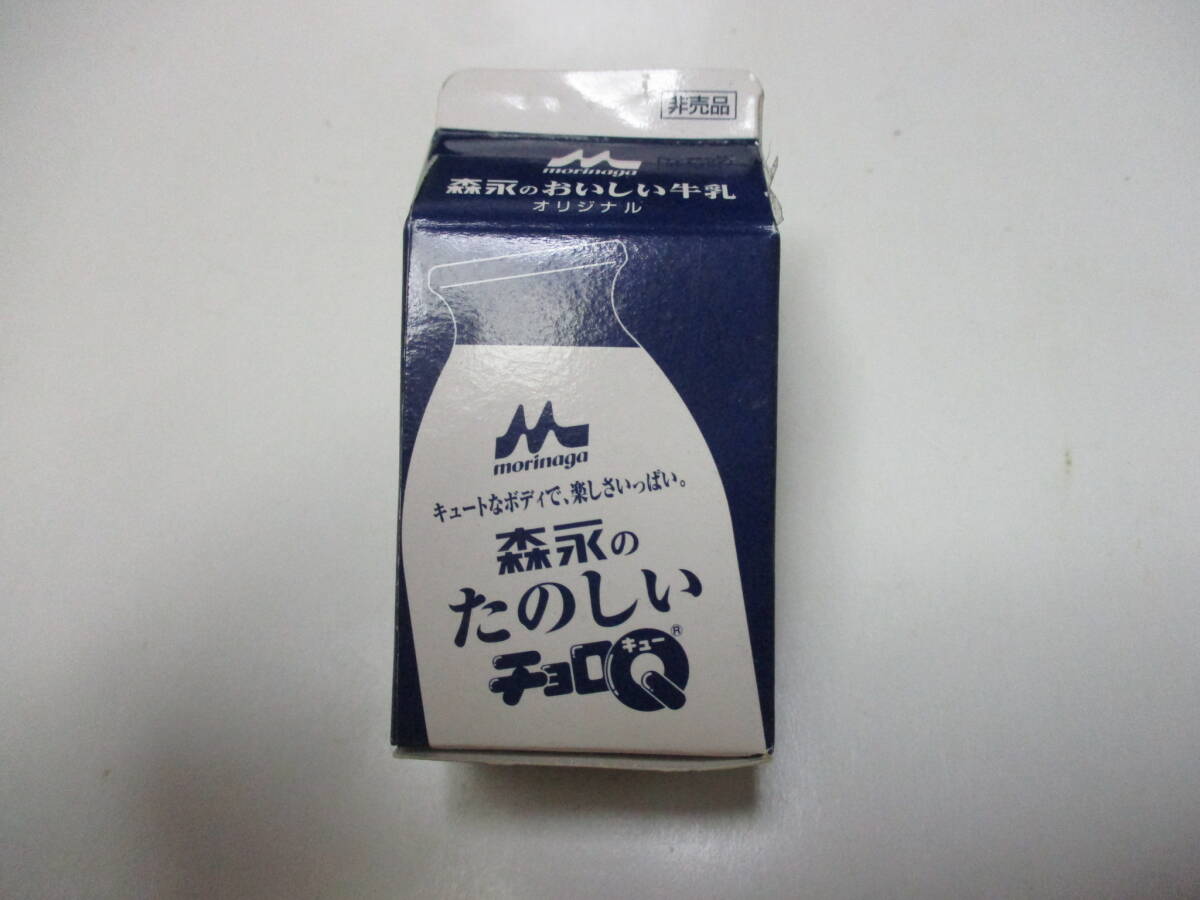 非売品
morinaga
森永のおいしい牛乳
オリジナル
morinaga
キュートなボディで、楽しさいっぱい。
森永の
たのしい
チョロQ®
キュー